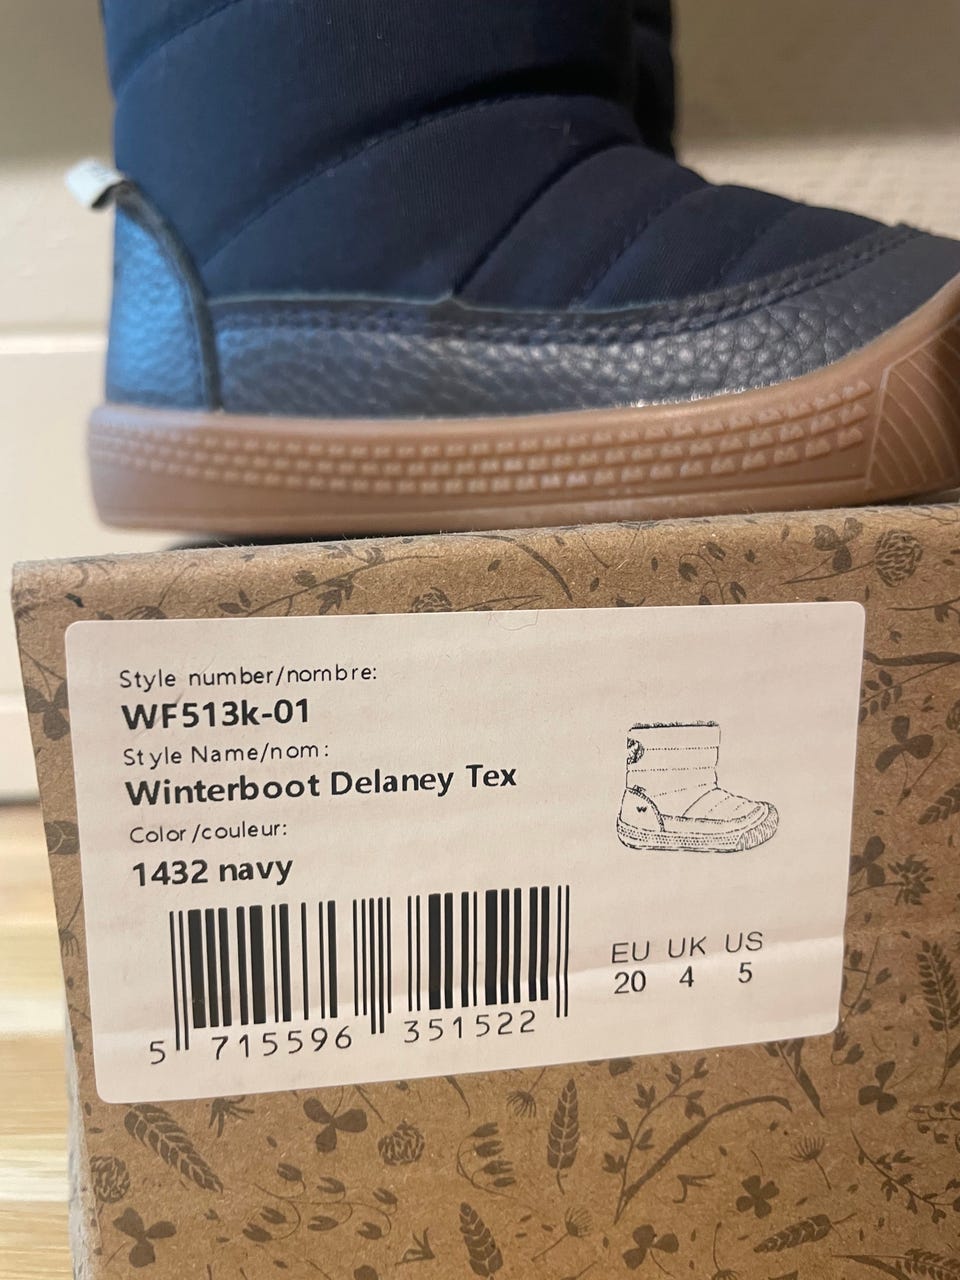 Style number/nombre:
WF513k-01
Style Name/nom:
Winterboot Delaney Tex
Color/couleur:
1432 navy
EU UK US
20 4 5
5 715596 351522